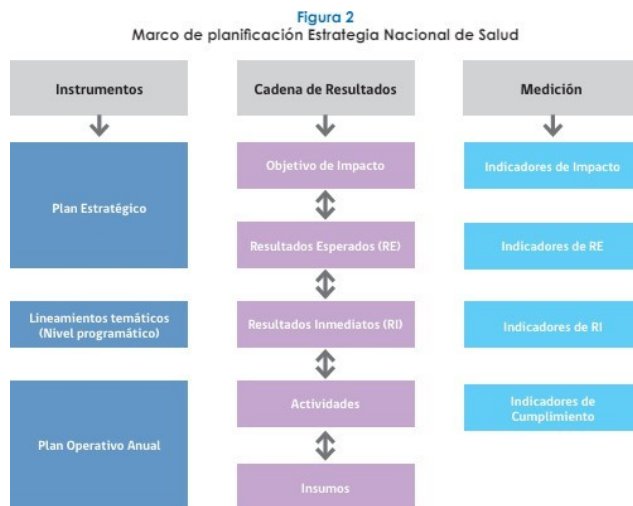 Figura 2
Marco de planificación Estrategia Nacional de Salud
Instrumentos
Cadena de Resultados
Medición
Plan Estratégico
Objetivo de Impacto
Indicadores de Impacto
Resultados Esperados (RE)
Indicadores de RE
Lineamientos temáticos
(Nivel programático)
Resultados Inmediatos (RI)
Indicadores de RI
Plan Operativo Anual
Actividades
Indicadores de
Cumplimiento
Insumos